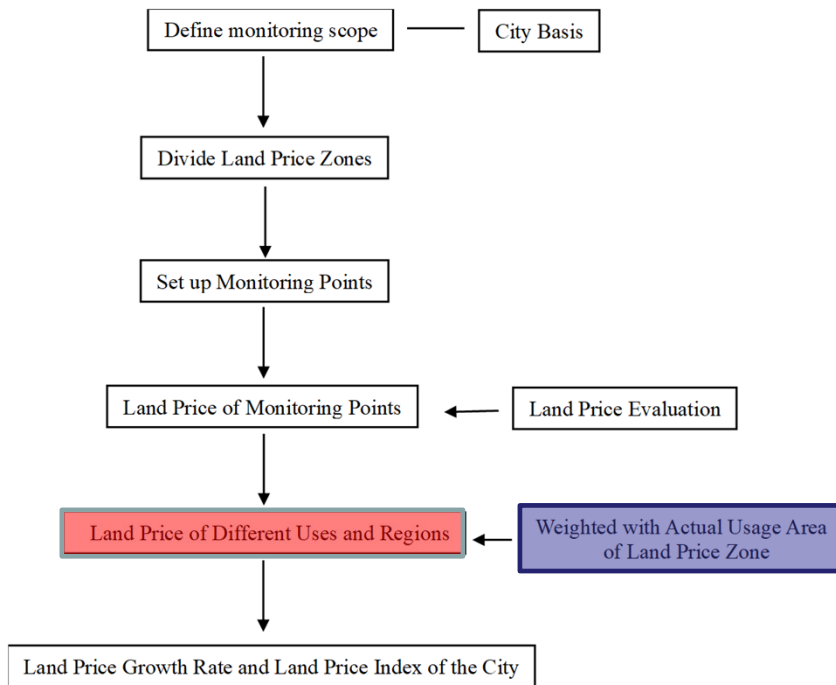 Define monitoring scope
City Basis
Divide Land Price Zones
Set up Monitoring Points
Land Price of Monitoring Points
Land Price Evaluation
Land Price of Different Uses and Regions
Weighted with Actual Usage Area
of Land Price Zone
Land Price Growth Rate and Land Price Index of the City